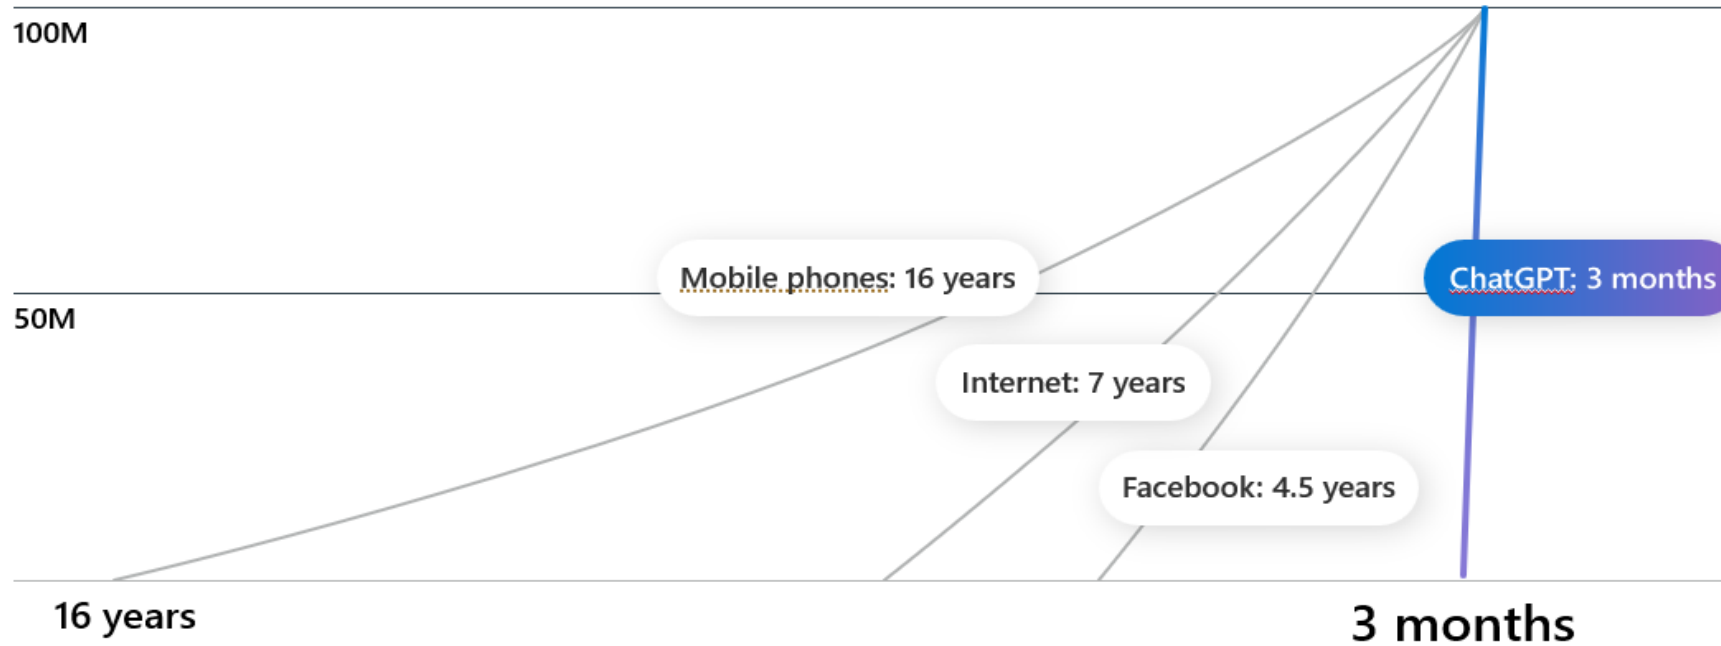 100M
Mobile phones: 16 years
ChatGPT: 3 months
50M
Internet: 7 years
Facebook: 4.5 years
16 years
3 months